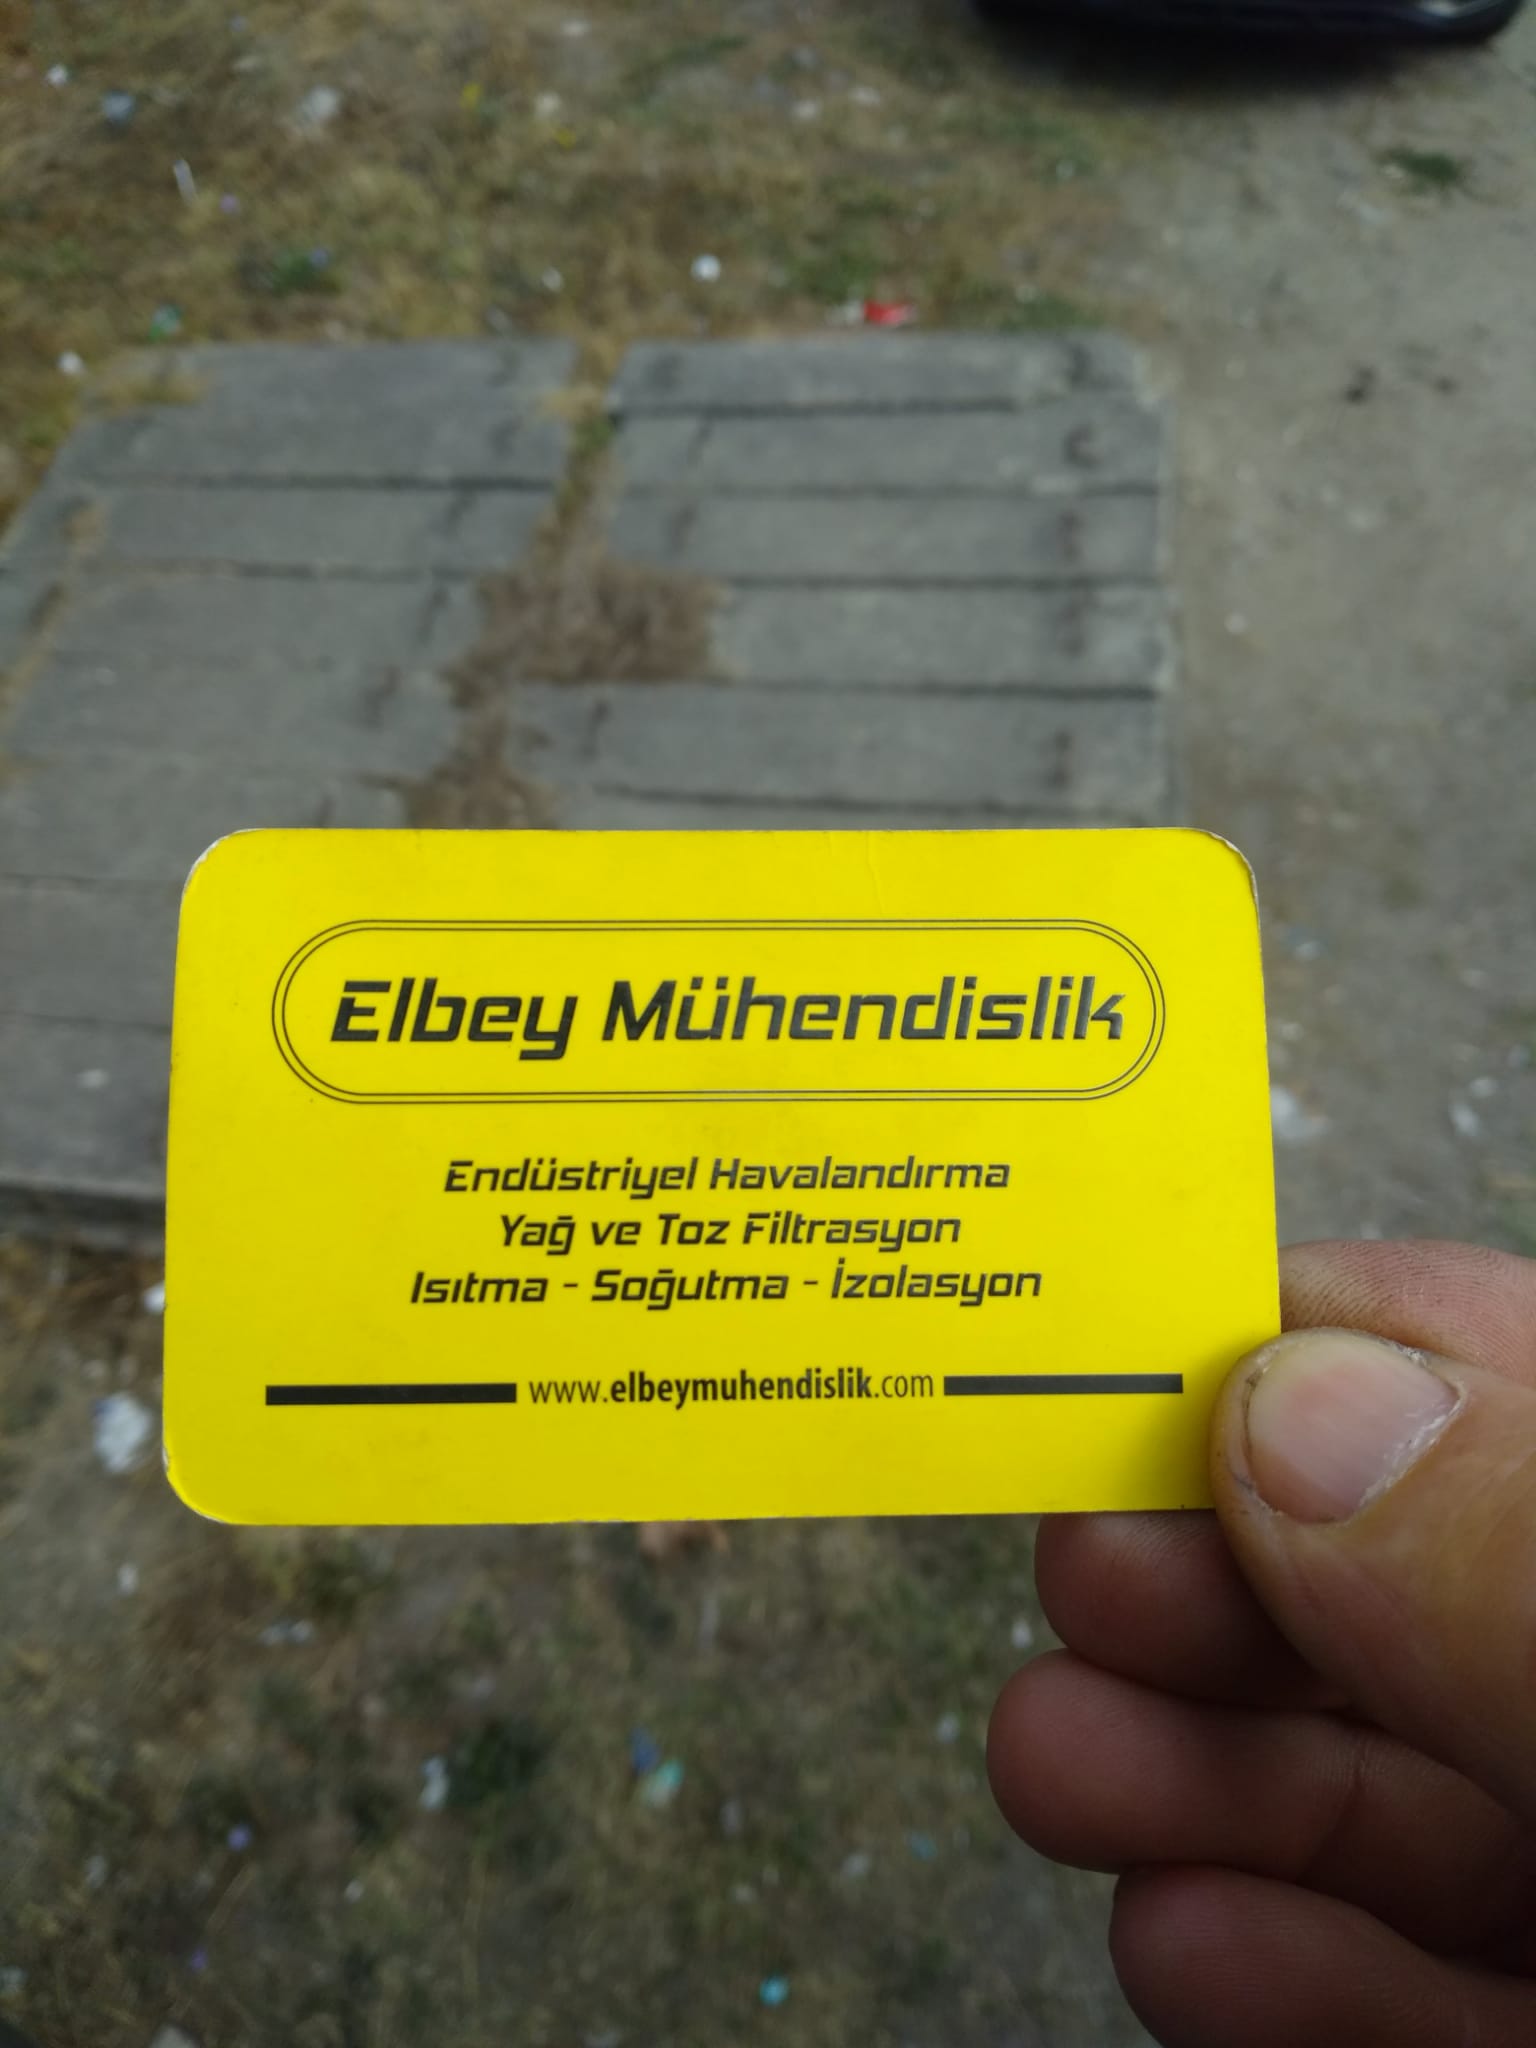 Elbey Mühendislik
Endüstriyel Havalandırma
Yağ ve Toz Filtrasyon
Isıtma - Soğutma - İzolasyon
www.elbeymuhendislik.com